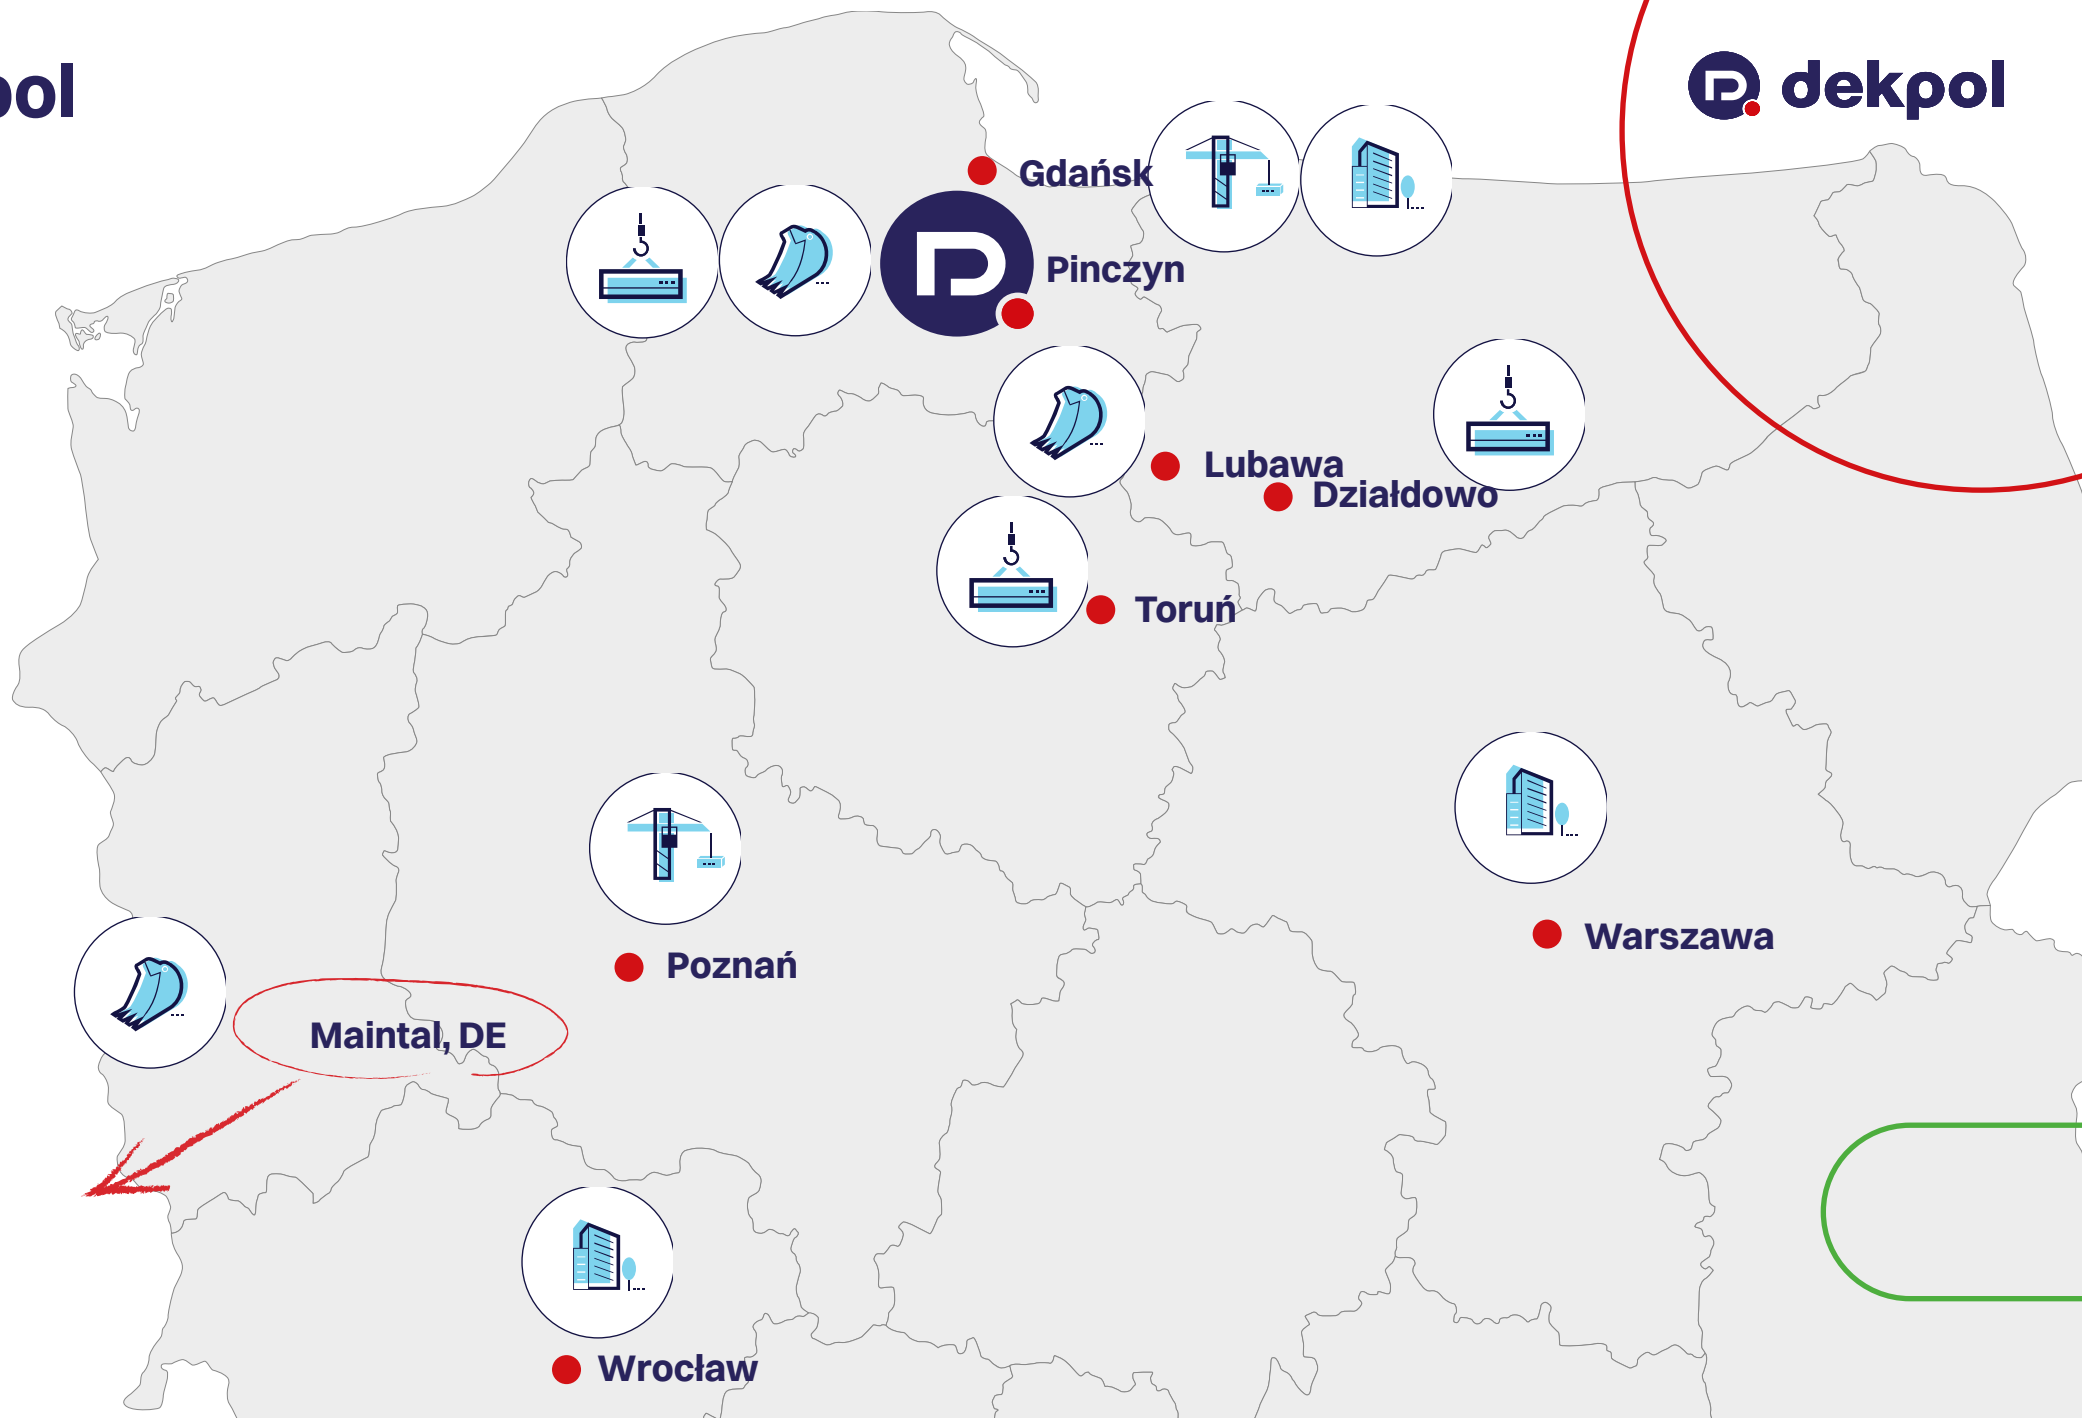 pol
dekpol
Gdańsk
Pinczyn
Lubawa
Działdowo
Toruń
Warszawa
Poznań
Maintal, DE
Wrocław